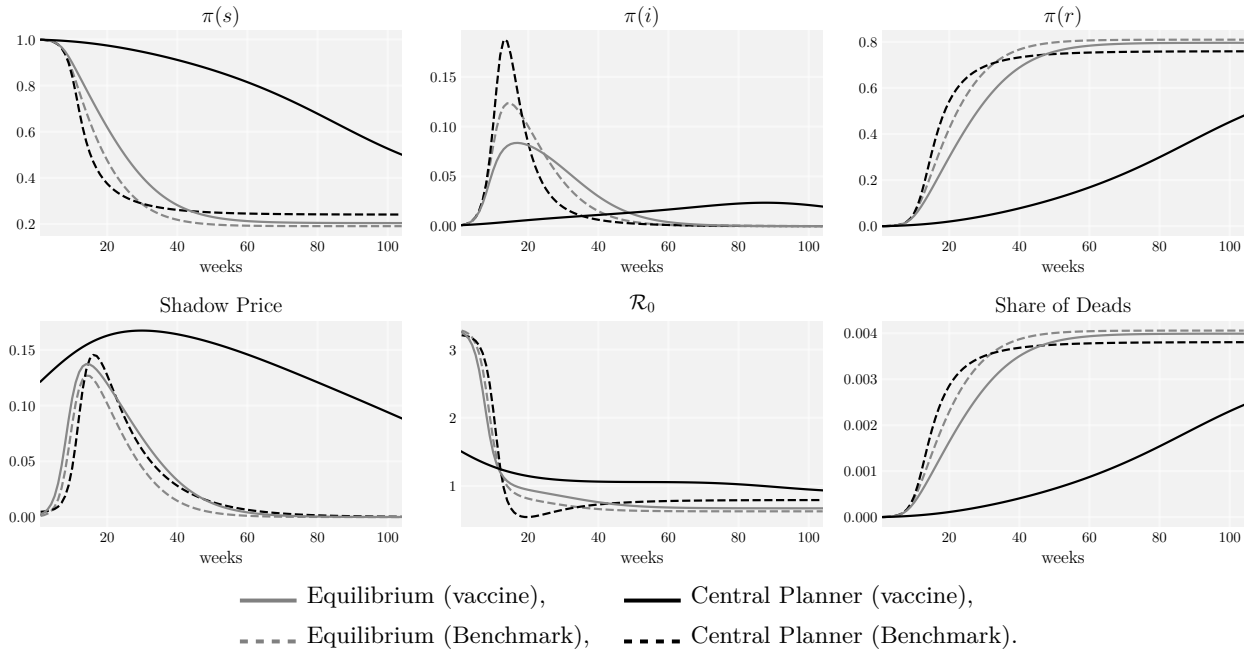 π(s) π(i) π(r)
1.0
0.8
0.6
0.4
0.2
20 40 60 80 100
weeks
0.15
0.10
0.05
0.0
20 40 60 80 100
weeks
0.8
0.6
0.4
0.2
0.0
20 40 60 80 100
weeks
Shadow Price
0.15
0.10
0.05
0.00
20 40 60 80 100
weeks
R₀
3
2
1
20 40 60 80 100
weeks
Share of Deads
0.004
0.003
0.002
0.001
0.000
20 40 60 80 100
weeks
Equilibrium (vaccine), Central Planner (vaccine),
Equilibrium (Benchmark), Central Planner (Benchmark).